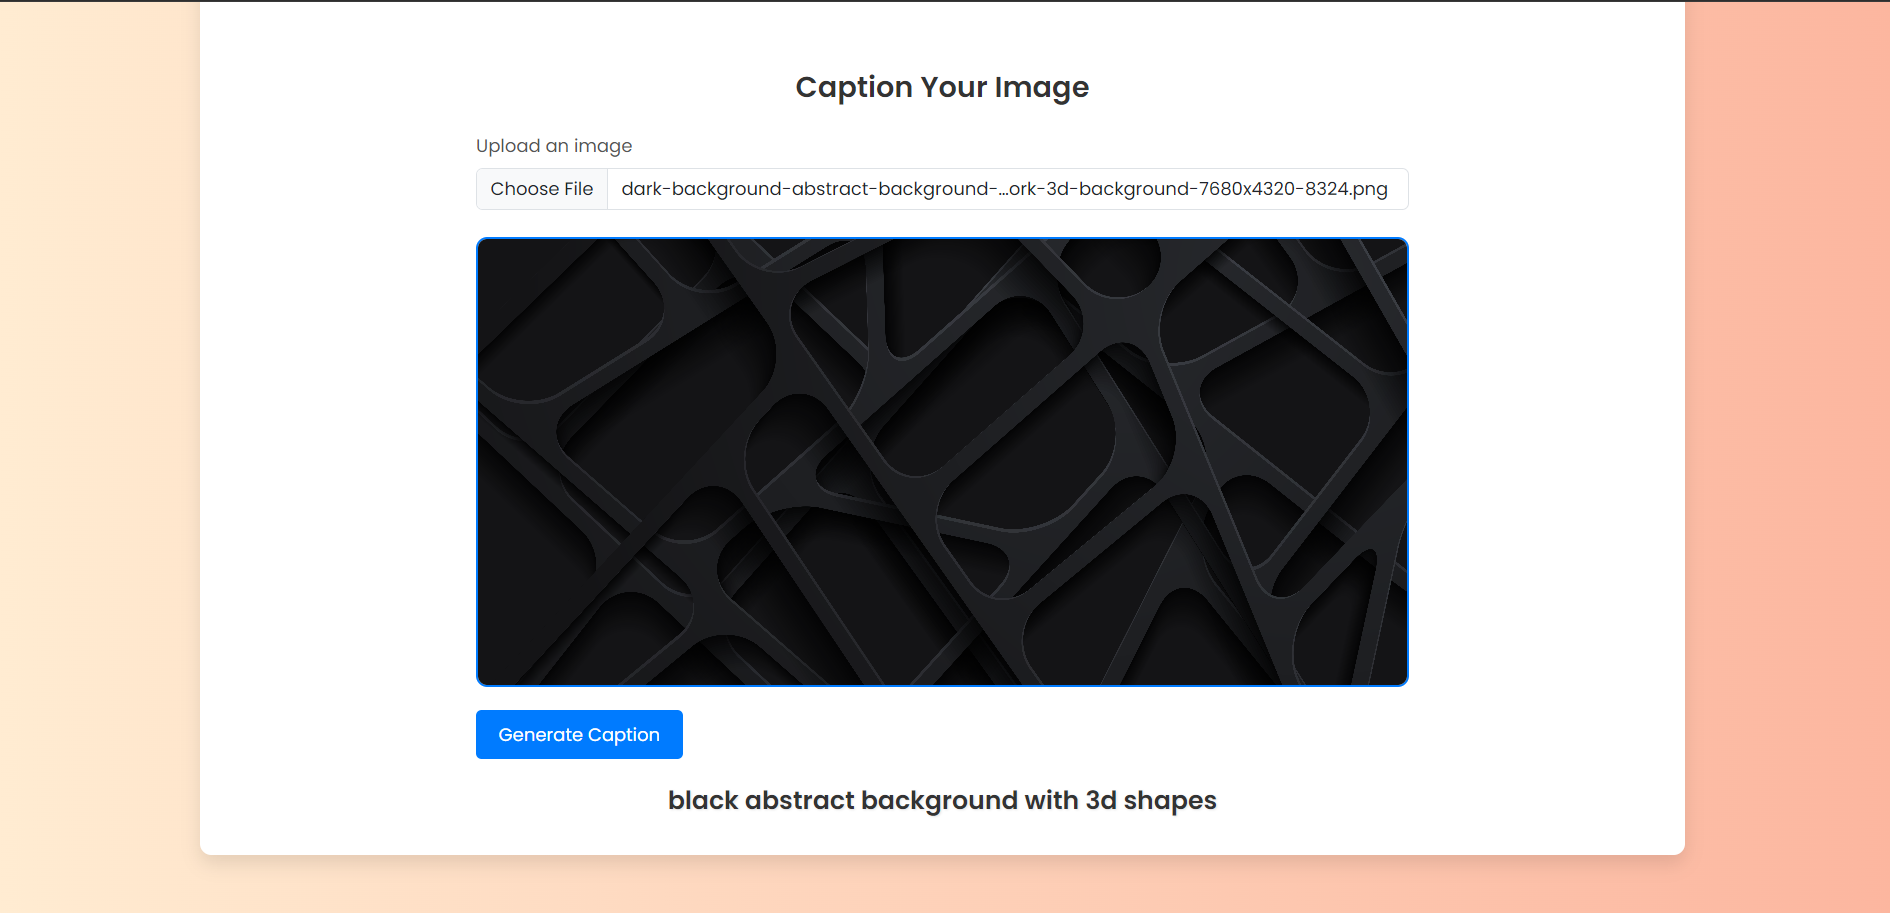 Caption Your Image
Upload an image
Choose File dark-background-abstract-background-...ork-3d-background-7680x4320-8324.png
Generate Caption
black abstract background with 3d shapes